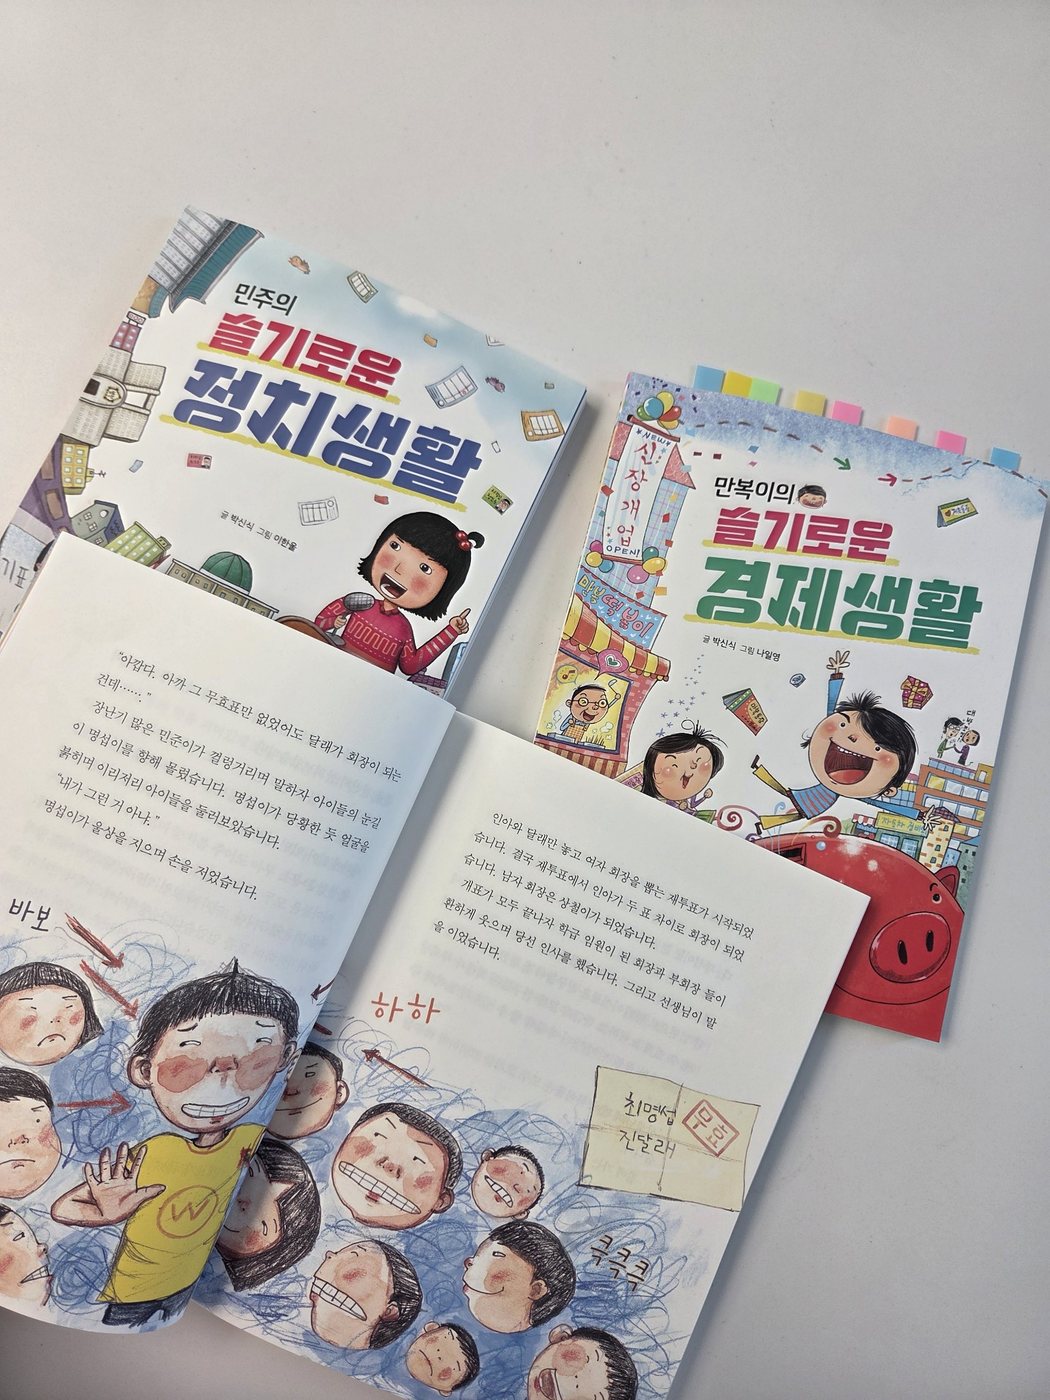 민주의
슬기로운
정치생활
글 박신식 그림 이한울
기표
NEW
신장개업
OPEN!
만복이의
슬기로운
경제생활
글 박신식 그림 나일영
만복떡볶이
“아깝다. 아까 그 무효표만 없었어도 달래가 회장이 되는
건데…….”
장난기 많은 민준이가 껄렁거리며 말하자 아이들의 눈길
이 명섭이를 향해 몰렸습니다. 명섭이가 당황한 듯 얼굴을
붉히며 이리저리 아이들을 둘러보았습니다.
“내가 그런 거 아냐.”
명섭이가 울상을 지으며 손을 저었습니다.
바보
W
인아와 달래만 놓고 여자 회장을 뽑는 재투표가 시작되었
습니다. 결국 재투표에서 인아가 두 표 차이로 회장이 되었
습니다. 남자 회장은 상철이가 되었습니다.
개표가 모두 끝나자 학급 임원이 된 회장과 부회장 들이
환하게 웃으며 당선 인사를 했습니다. 그리고 선생님이 말
을 이었습니다.
하하
최명섭
진달래
무효
큭큭큭